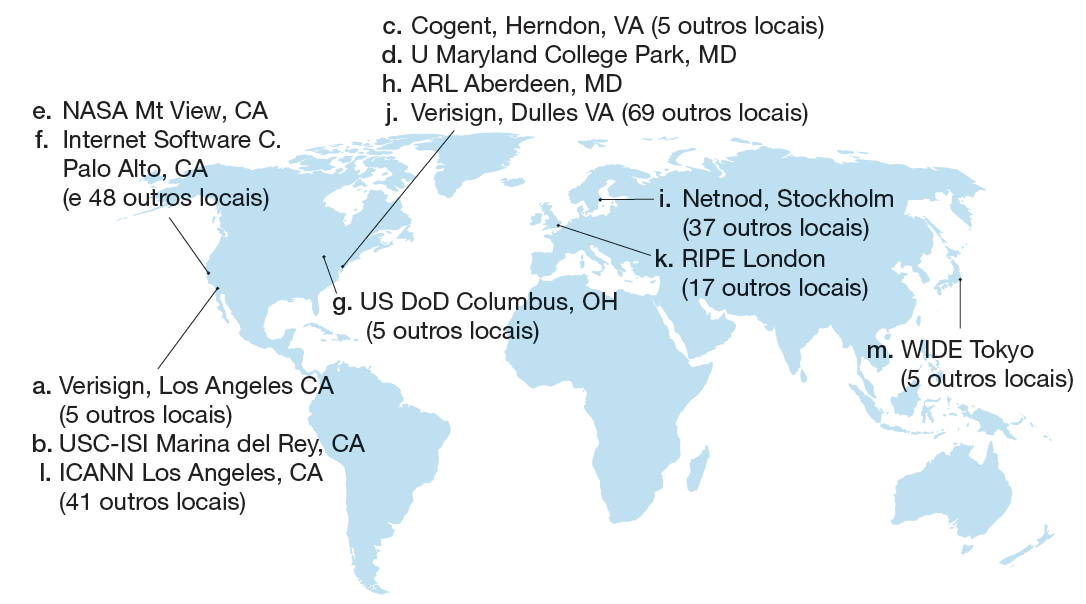 c. Cogent, Herndon, VA (5 outros locais)
d. U Maryland College Park, MD
h. ARL Aberdeen, MD
j. Verisign, Dulles VA (69 outros locais)
e. NASA Mt View, CA
f. Internet Software C.
Palo Alto, CA
(e 48 outros locais)
i. Netnod, Stockholm
(37 outros locais)
k. RIPE London
(17 outros locais)
g. US DoD Columbus, OH
(5 outros locais)
m. WIDE Tokyo
(5 outros locais)
a. Verisign, Los Angeles CA
(5 outros locais)
b. USC-ISI Marina del Rey, CA
l. ICANN Los Angeles, CA
(41 outros locais)